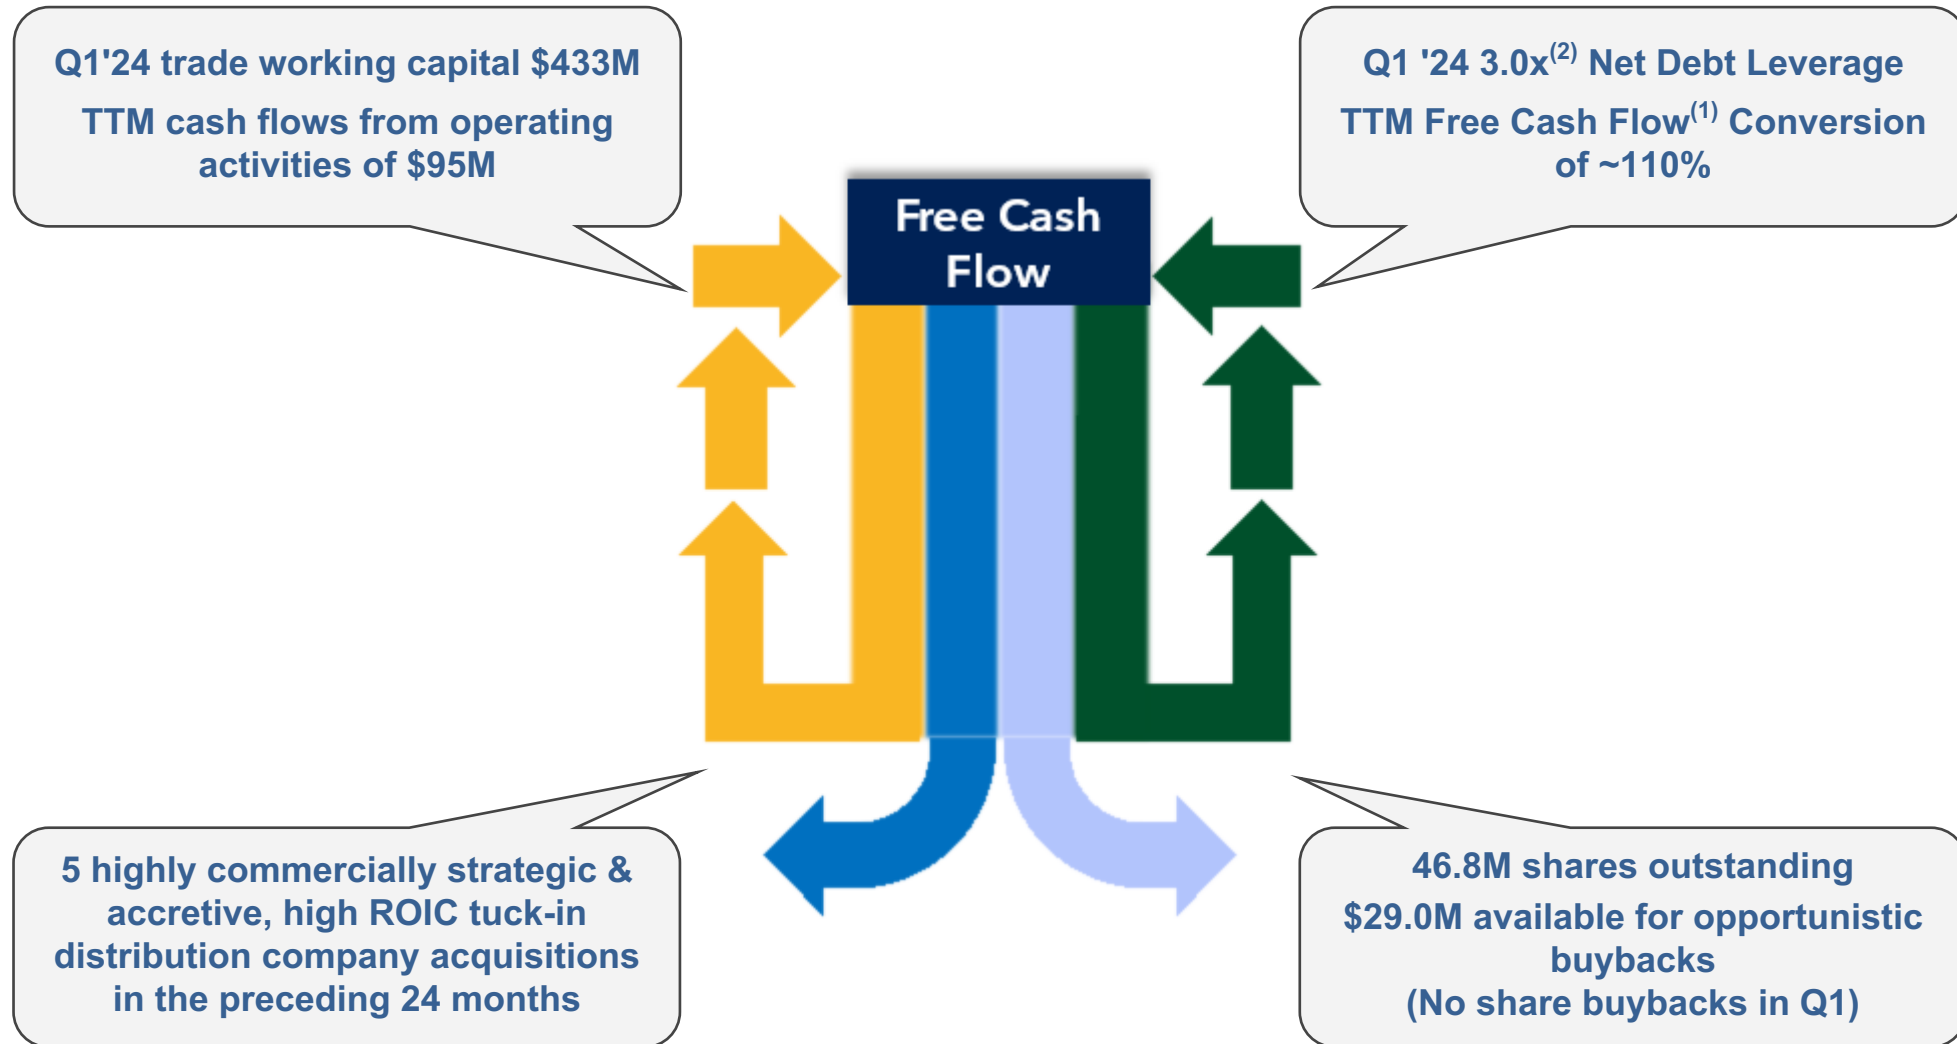 Q1'24 trade working capital $433M
TTM cash flows from operating
activities of $95M
Q1 '24 3.0x(2) Net Debt Leverage
TTM Free Cash Flow(1) Conversion
of ~110%
Free Cash
Flow
5 highly commercially strategic &
accretive, high ROIC tuck-in
distribution company acquisitions
in the preceding 24 months
46.8M shares outstanding
$29.0M available for opportunistic
buybacks
(No share buybacks in Q1)